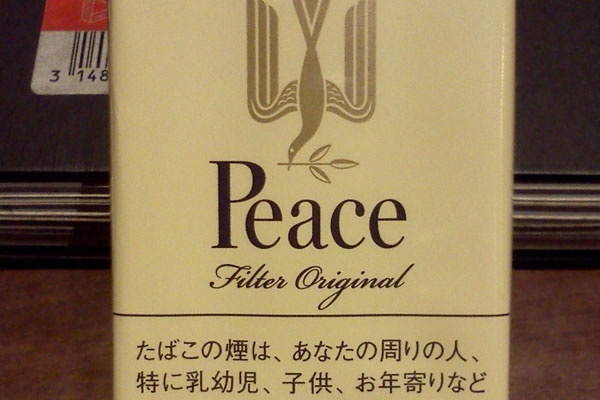 3 148
Peace
Filter Original
たばこの煙は、あなたの周りの人、
特に乳幼児、子供、お年寄りなど